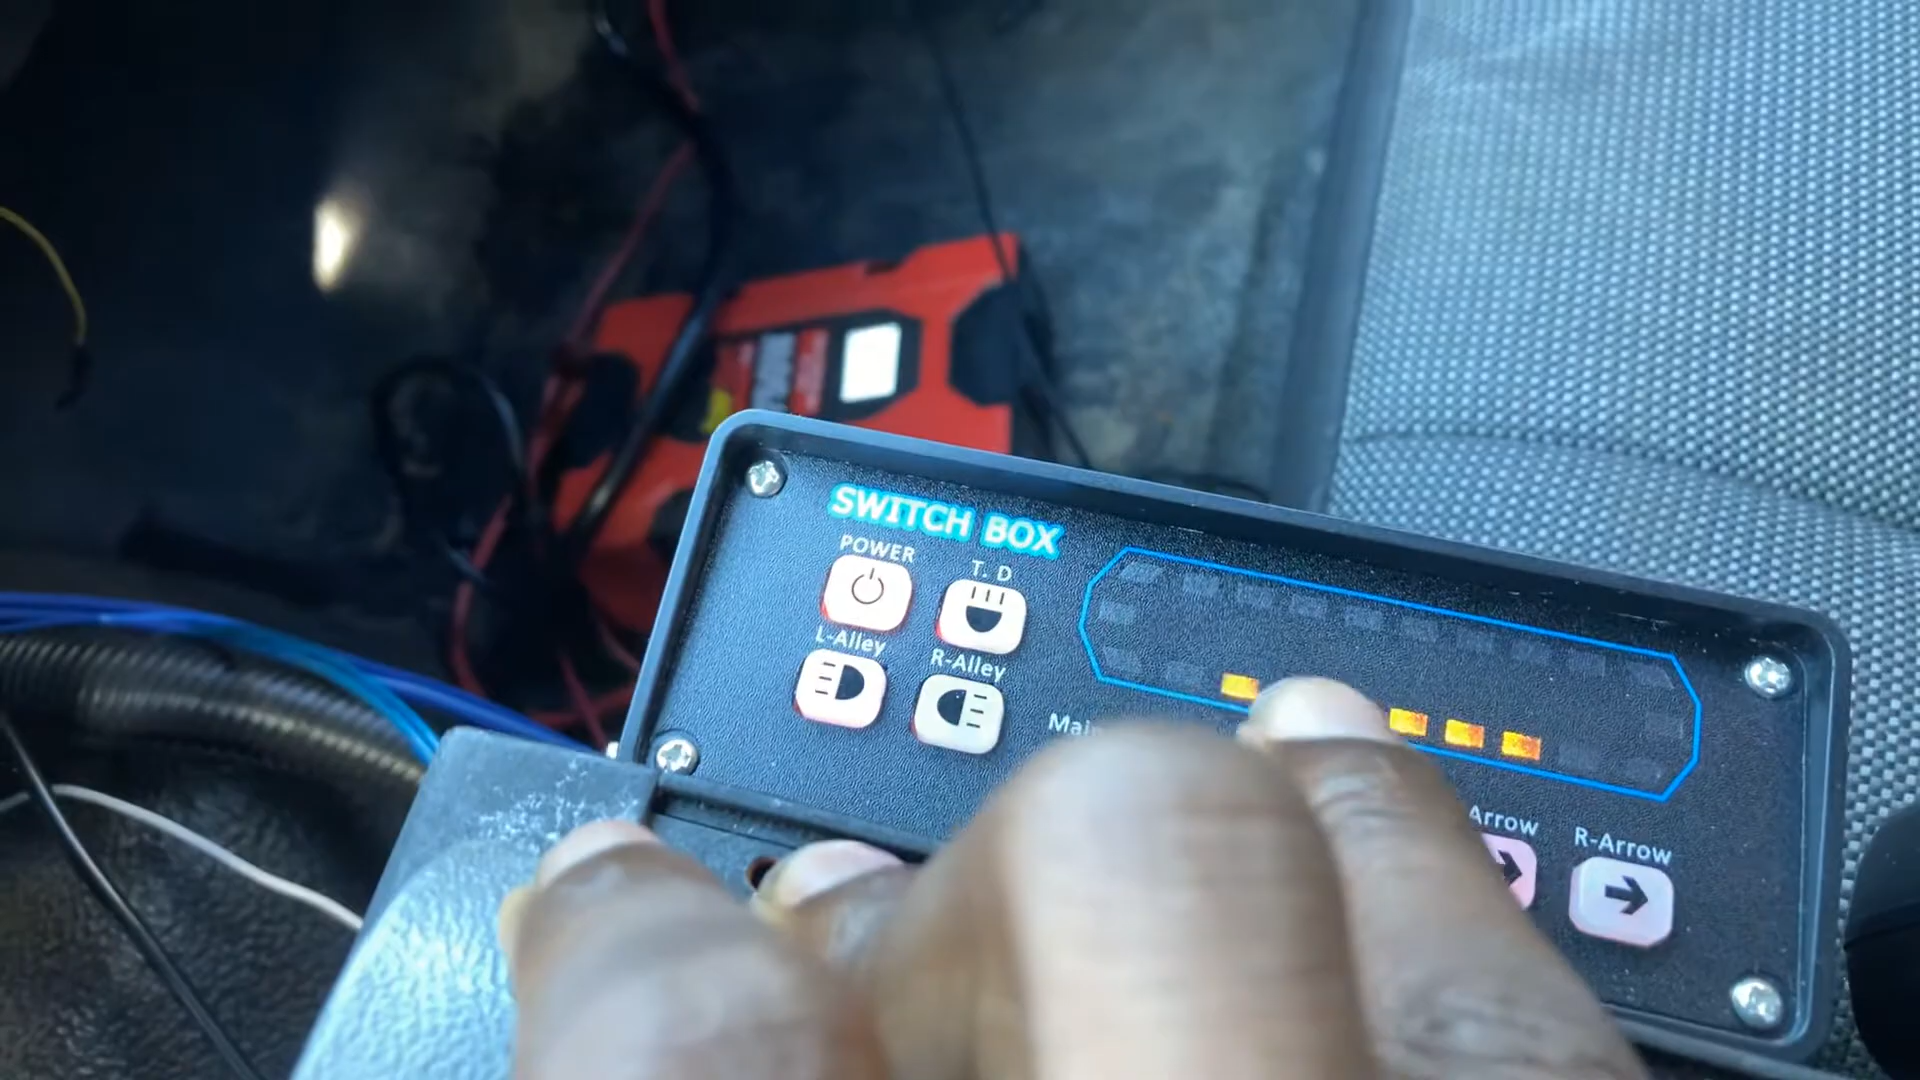 SWITCH BOX
POWER
T. D
L-Alley
R-Alley
Arrow
R-Arrow